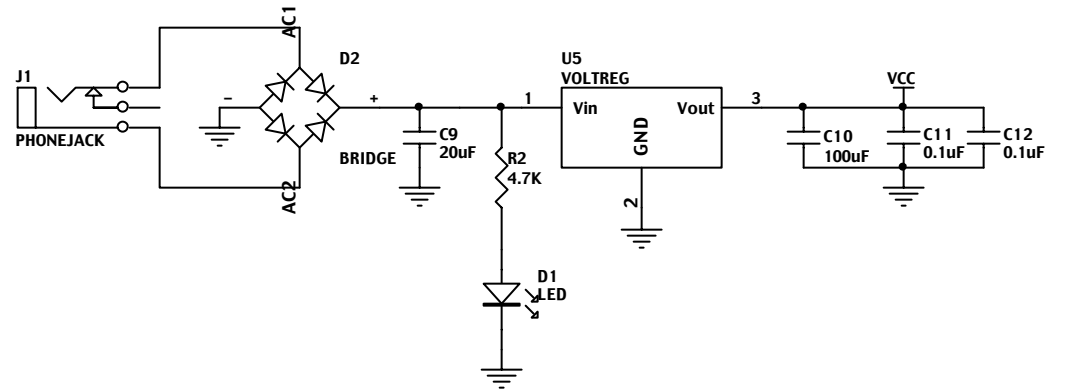 AC1
D2
U5
VOLTREG
J1
VCC
-
+
1
Vin
Vout
3
GND
PHONEJACK
BRIDGE
C9
20uF
R2
4.7K
C10
100uF
C11
0.1uF
C12
0.1uF
AC2
2
D1
LED